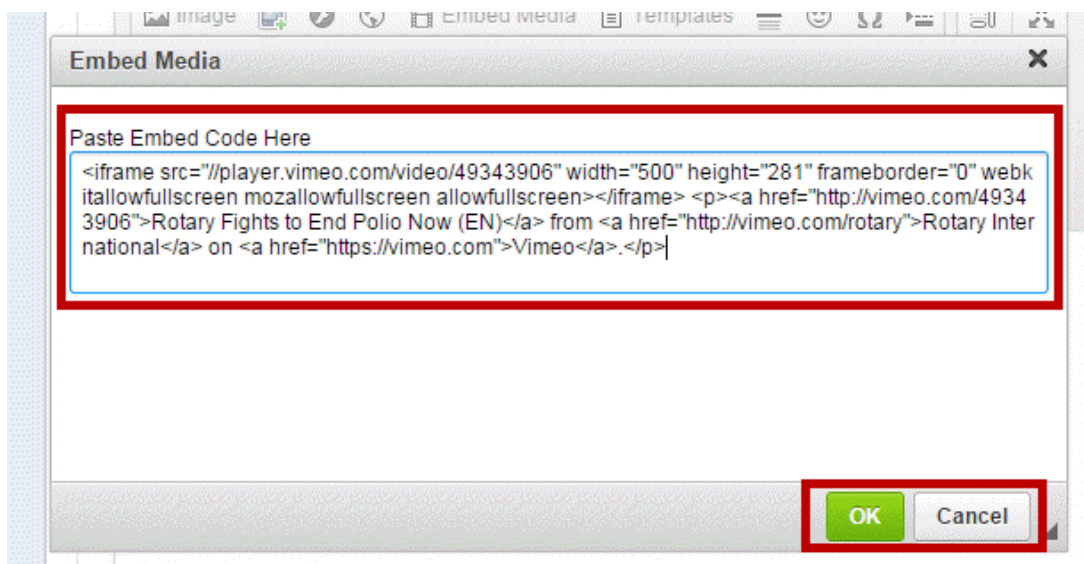 Image Embed Media Templates
Embed Media
Paste Embed Code Here
<iframe src="//player.vimeo.com/video/49343906" width="500" height="281" frameborder="0" webk
itallowfullscreen mozallowfullscreen allowfullscreen></iframe> <p><a href="http://vimeo.com/4934
3906">Rotary Fights to End Polio Now (EN)</a> from <a href="http://vimeo.com/rotary">Rotary Inter
national</a> on <a href="https://vimeo.com">Vimeo</a>.</p>
OK Cancel